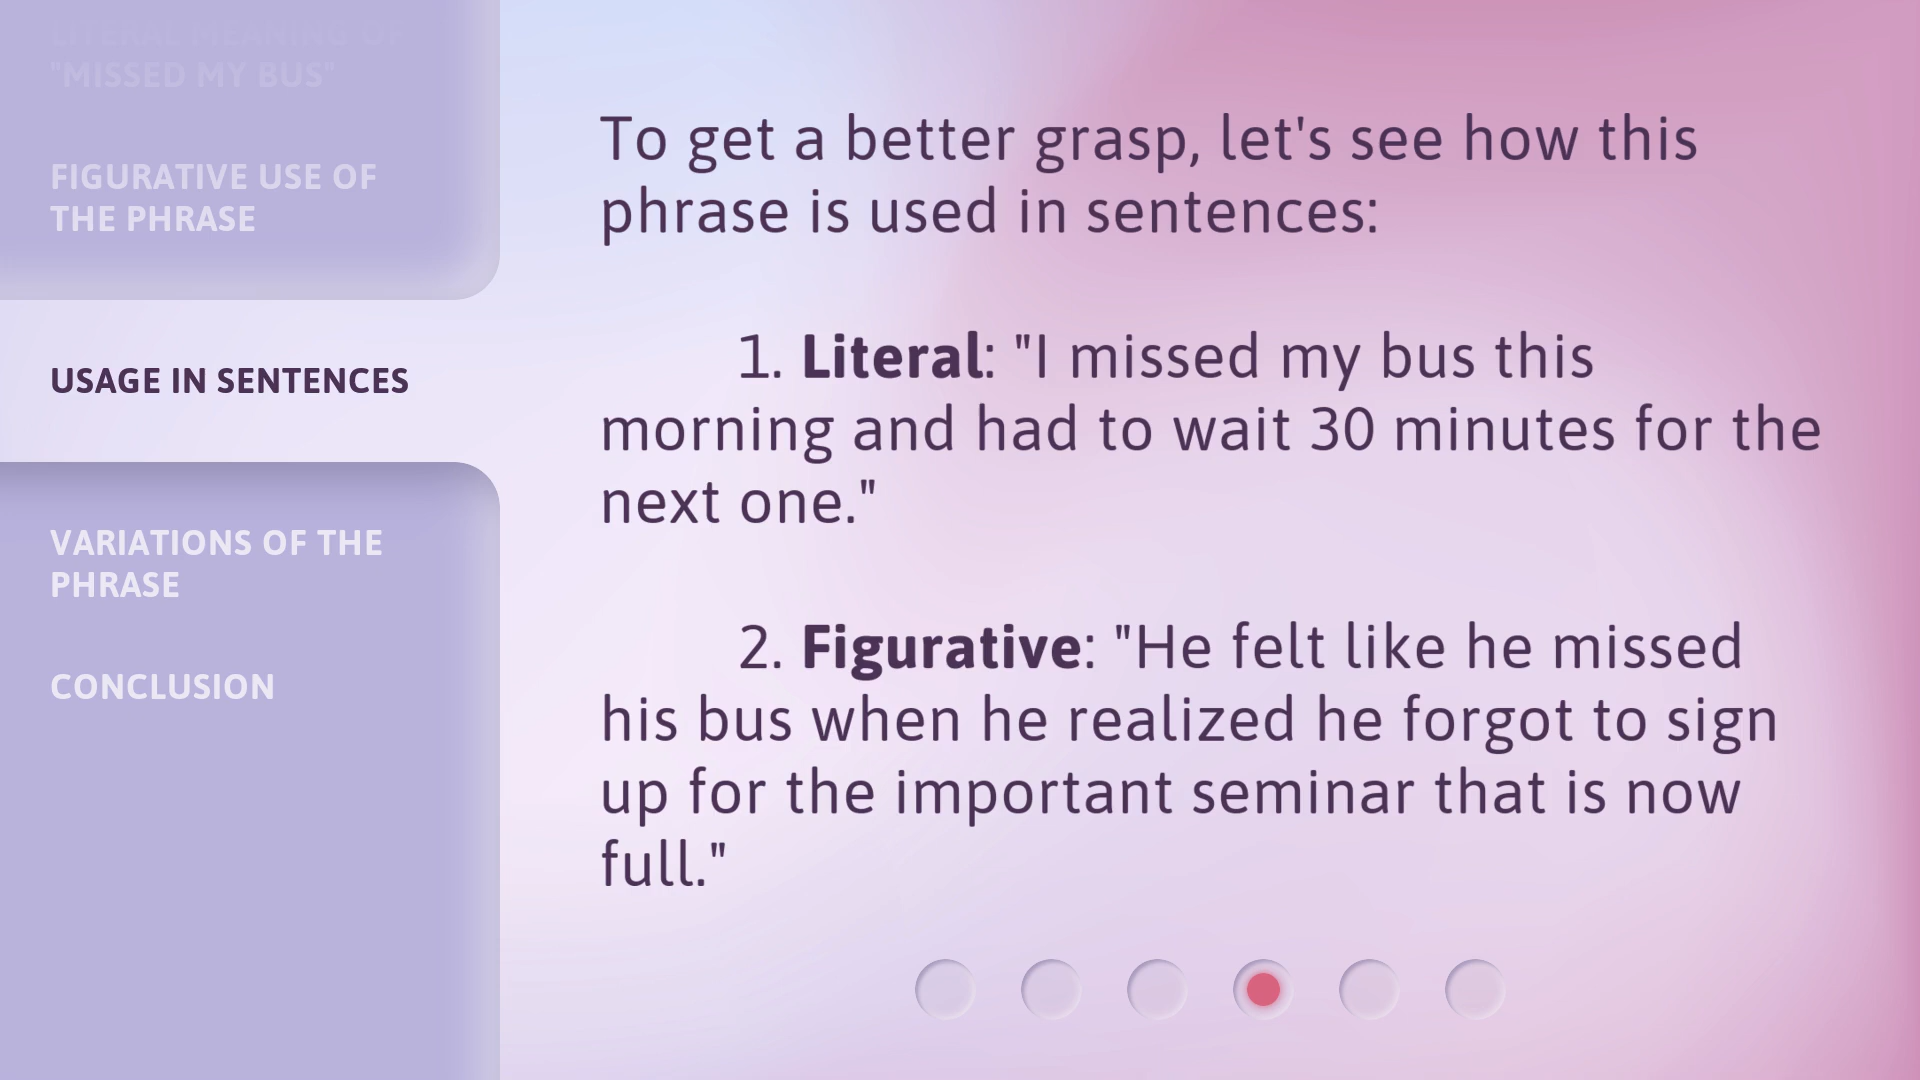 LITERAL MEANING OF
"MISSED MY BUS"
FIGURATIVE USE OF
THE PHRASE
USAGE IN SENTENCES
VARIATIONS OF THE
PHRASE
CONCLUSION
To get a better grasp, let's see how this
phrase is used in sentences:
1. Literal: "I missed my bus this
morning and had to wait 30 minutes for the
next one."
2. Figurative: "He felt like he missed
his bus when he realized he forgot to sign
up for the important seminar that is now
full."